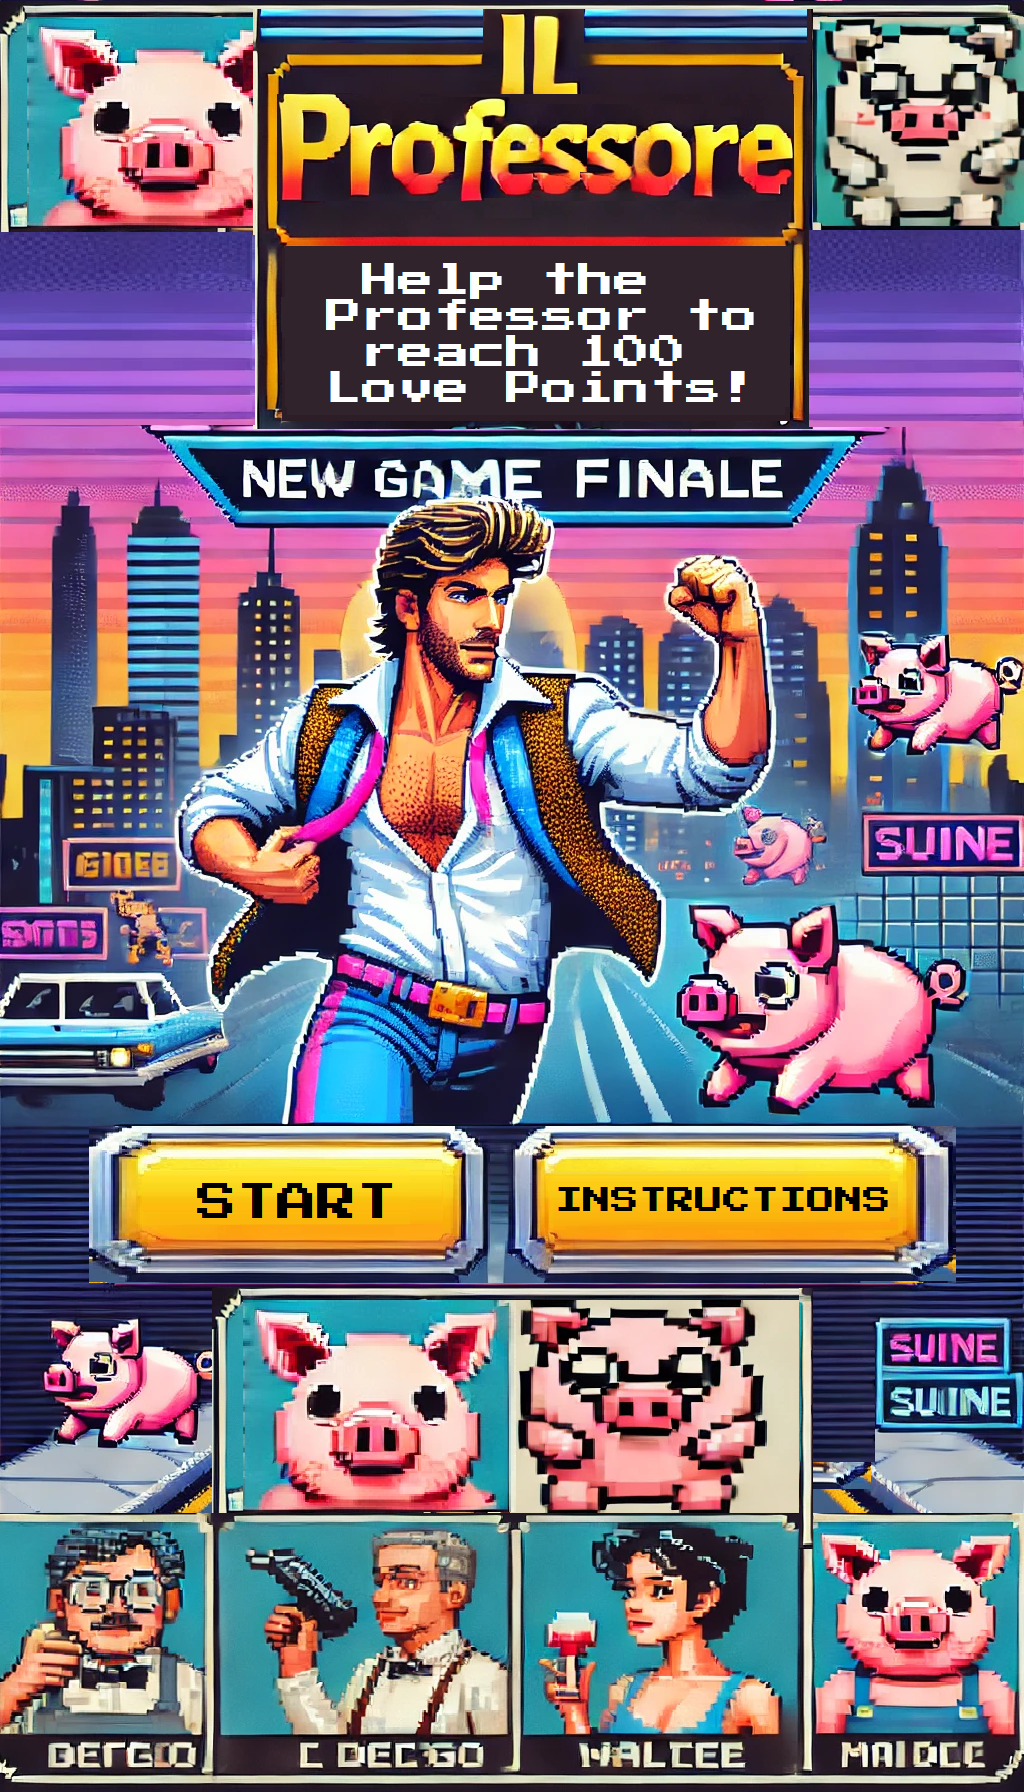 IL
Professore
Help the
Professor to
reach 100
Love Points!
NEW GAME FINALE
SUINE
START
INSTRUCTIONS
SUINE
SUINE